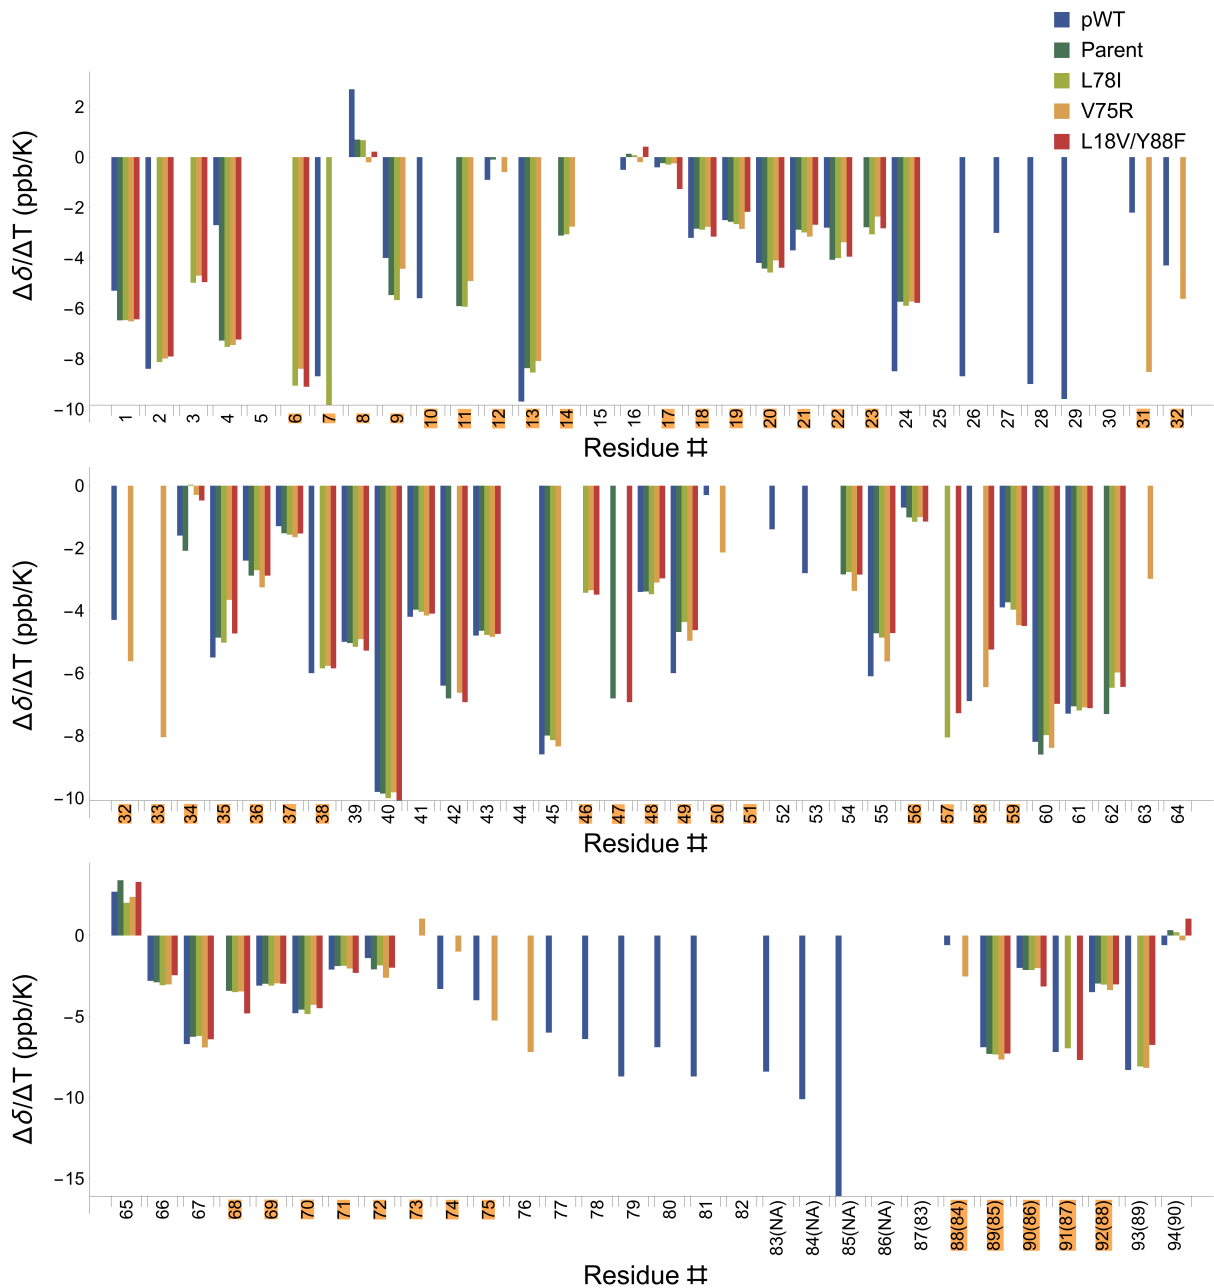 pWT
Parent
L78I
V75R
L18V/Y88F
Δδ/ΔT (ppb/K)
2
0
−2
−4
−6
−8
−10
1 2 3 4 5 6 7 8 9 10 11 12 13 14 15 16 17 18 19 20 21 22 23 24 25 26 27 28 29 30 31 32
Residue #
Δδ/ΔT (ppb/K)
0
−2
−4
−6
−8
−10
32 33 34 35 36 37 38 39 40 41 42 43 44 45 46 47 48 49 50 51 52 53 54 55 56 57 58 59 60 61 62 63 64
Residue #
Δδ/ΔT (ppb/K)
0
−5
−10
−15
65 66 67 68 69 70 71 72 73 74 75 76 77 78 79 80 81 82 83(NA) 84(NA) 85(NA) 86(NA) 87(83) 88(84) 89(85) 90(86) 91(87) 92(88) 93(89) 94(90)
Residue #